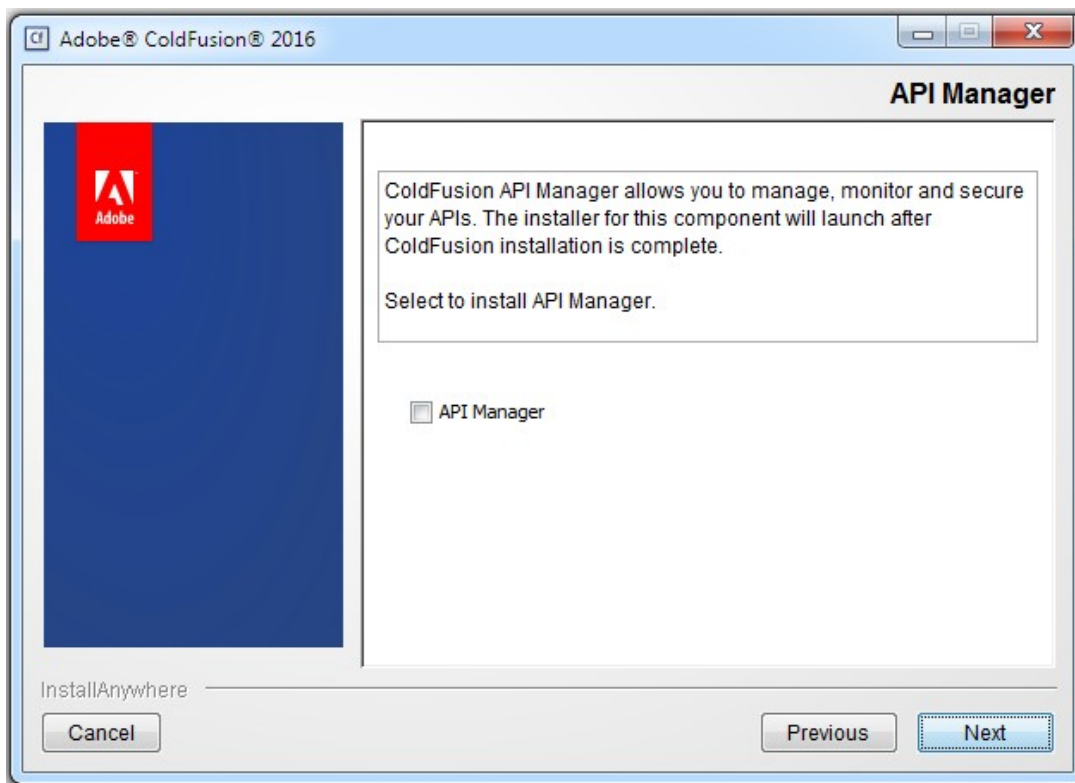 Cf Adobe® ColdFusion® 2016
API Manager
Adobe
ColdFusion API Manager allows you to manage, monitor and secure
your APIs. The installer for this component will launch after
ColdFusion installation is complete.
Select to install API Manager.
API Manager
InstallAnywhere
Cancel
Previous
Next